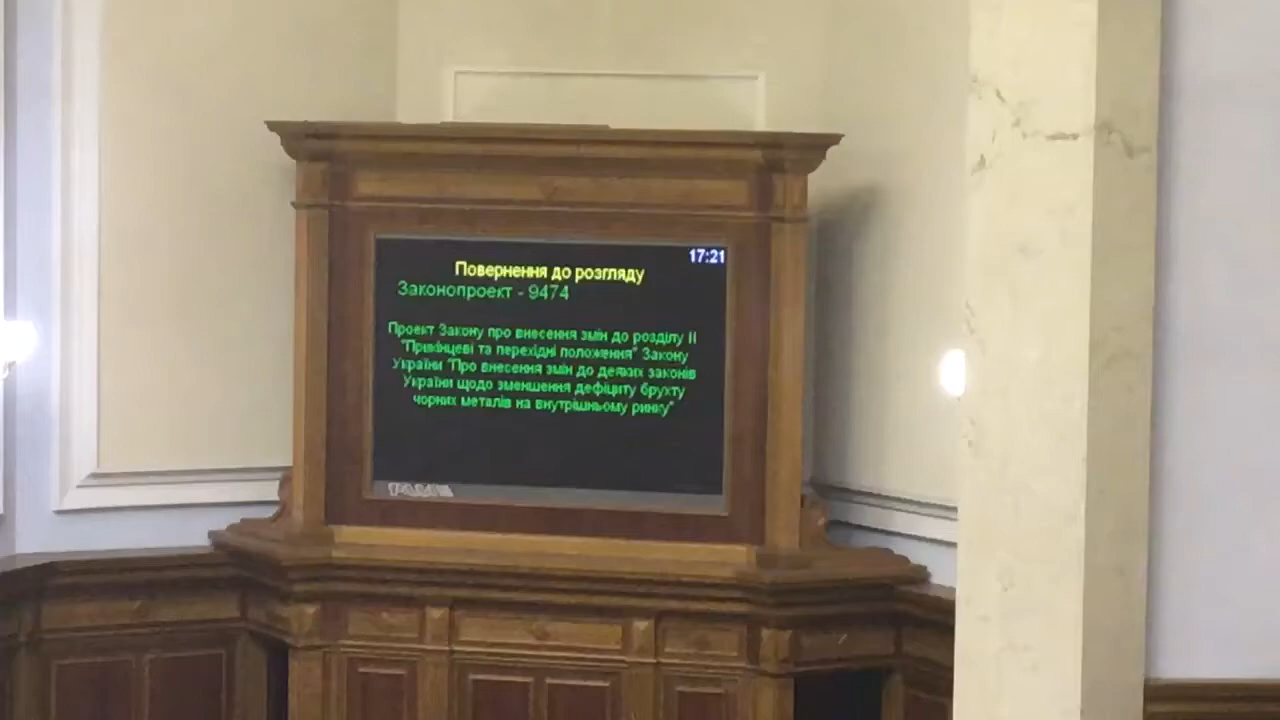 17:21
Повернення до розгляду
Законопроект - 9474
Проект Закону про внесення змін до розділу II
"Прикінцеві та перехідні положення" Закону
України "Про внесення змін до деяких законів
України щодо зменшення дефіциту брухту
чорних металів на внутрішньому ринку"